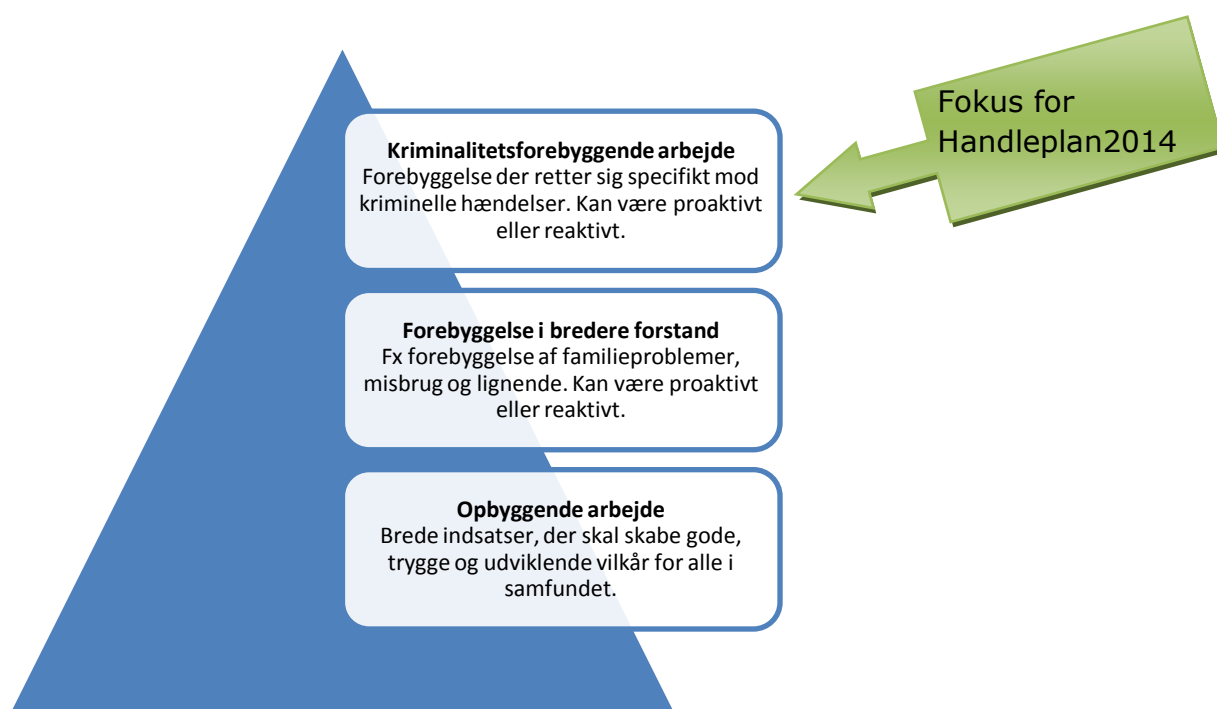 Fokus for
Handleplan2014
Kriminalitetsforebyggende arbejde
Forebyggelse der retter sig specifikt mod
kriminelle hændelser. Kan være proaktivt
eller reaktivt.
Forebyggelse i bredere forstand
Fx forebyggelse af familieproblemer,
misbrug og lignende. Kan være proaktivt
eller reaktivt.
Opbyggende arbejde
Brede indsatser, der skal skabe gode,
trygge og udviklende vilkår for alle i
samfundet.